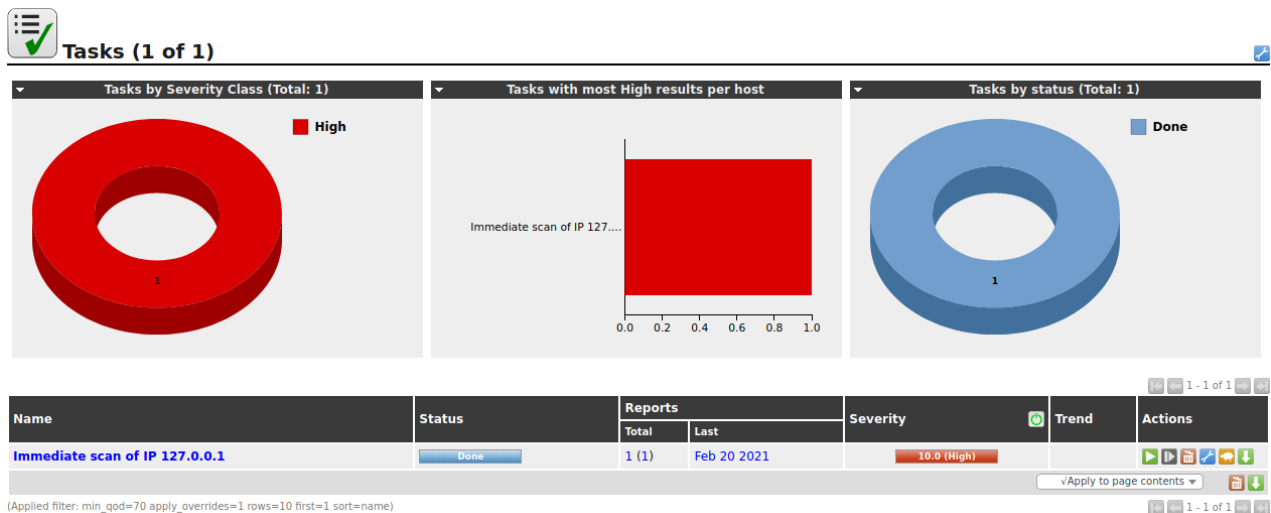 Tasks (1 of 1)
Tasks by Severity Class (Total: 1)
High
1
Tasks with most High results per host
Immediate scan of IP 127....
0.0 0.2 0.4 0.6 0.8 1.0
Tasks by status (Total: 1)
Done
1
1 - 1 of 1
Name Status Reports Severity Trend Actions
Total Last
Immediate scan of IP 127.0.0.1 Done 1 (1) Feb 20 2021 10.0 (High)
√Apply to page contents
(Applied filter: min_qod=70 apply_overrides=1 rows=10 first=1 sort=name) 1 - 1 of 1